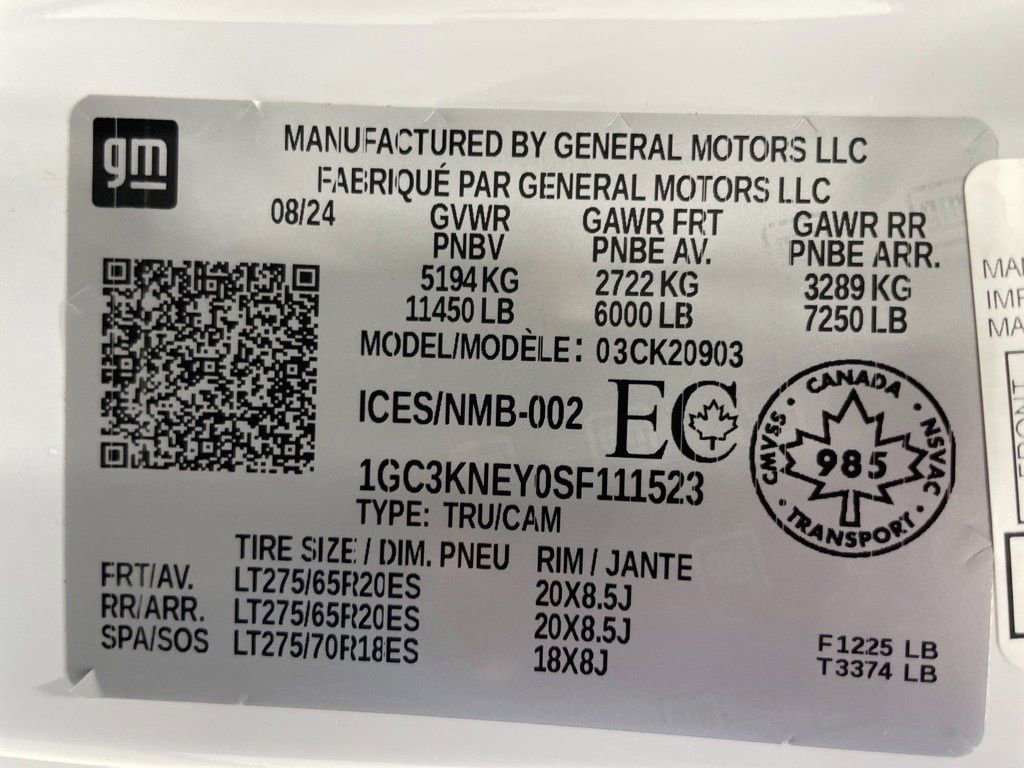 gm
MANUFACTURED BY GENERAL MOTORS LLC
FABRIQUÉ PAR GENERAL MOTORS LLC
08/24 GVWR GAWR FRT GAWR RR
PNBV PNBE AV. PNBE ARR.
5194 KG 2722 KG 3289 KG
11450 LB 6000 LB 7250 LB
MODEL/MODÈLE: 03CK20903
ICES/NMB-002 EC
CANADA
CMVSS 985 NSVAC
TRANSPORT
1GC3KNEY0SF111523
TYPE: TRU/CAM
TIRE SIZE / DIM. PNEU RIM / JANTE
FRT/AV. LT275/65R20ES 20X8.5J
RR/ARR. LT275/65R20ES 20X8.5J
SPA/SOS LT275/70R18ES 18X8J
F1225 LB
T3374 LB
MA
FRONT